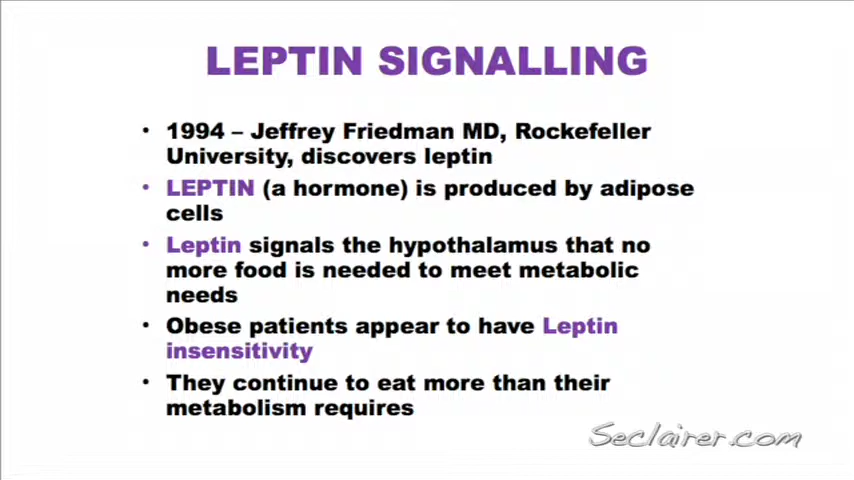 LEPTIN SIGNALLING
• 1994 – Jeffrey Friedman MD, Rockefeller
University, discovers leptin
• LEPTIN (a hormone) is produced by adipose
cells
• Leptin signals the hypothalamus that no
more food is needed to meet metabolic
needs
• Obese patients appear to have Leptin
insensitivity
• They continue to eat more than their
metabolism requires
Seclairer.com